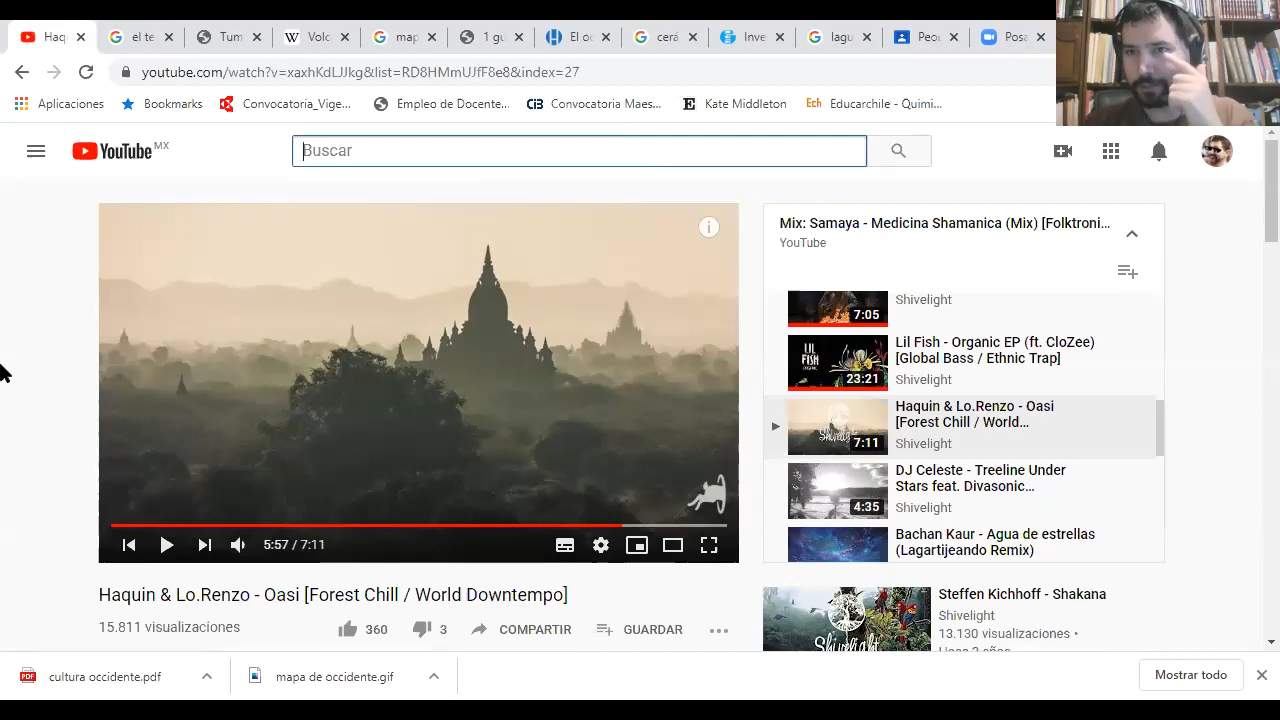 Haq
el te
Tum
Volc
map
1 gu
El oc
cerá
Inve
lagu
Peou
Posa
youtube.com/watch?v=xaxhKdLJJkg&list=RD8HMmUJfF8e8&index=27
Aplicaciones
Bookmarks
Convocatoria_Vige...
Empleo de Docente...
Convocatoria Maes...
Kate Middleton
Educarchile - Quimi...
YouTube MX
Buscar
Mix: Samaya - Medicina Shamanica (Mix) [Folktroni...
YouTube
Shivelight
7:05
Lil Fish - Organic EP (ft. CloZee)
[Global Bass / Ethnic Trap]
Shivelight
LIL FISH
23:21
Haquin & Lo.Renzo - Oasi
[Forest Chill / World...
Shivelight
Shivelight
7:11
DJ Celeste - Treeline Under
Stars feat. Divasonic...
Shivelight
4:35
Bachan Kaur - Agua de estrellas
(Lagartijeando Remix)
5:57 / 7:11
Haquin & Lo.Renzo - Oasi [Forest Chill / World Downtempo]
15.811 visualizaciones
360
3
COMPARTIR
GUARDAR
Steffen Kichhoff - Shakana
Shivelight
13.130 visualizaciones
Shivelight
cultura occidente.pdf
mapa de occidente.gif
Mostrar todo